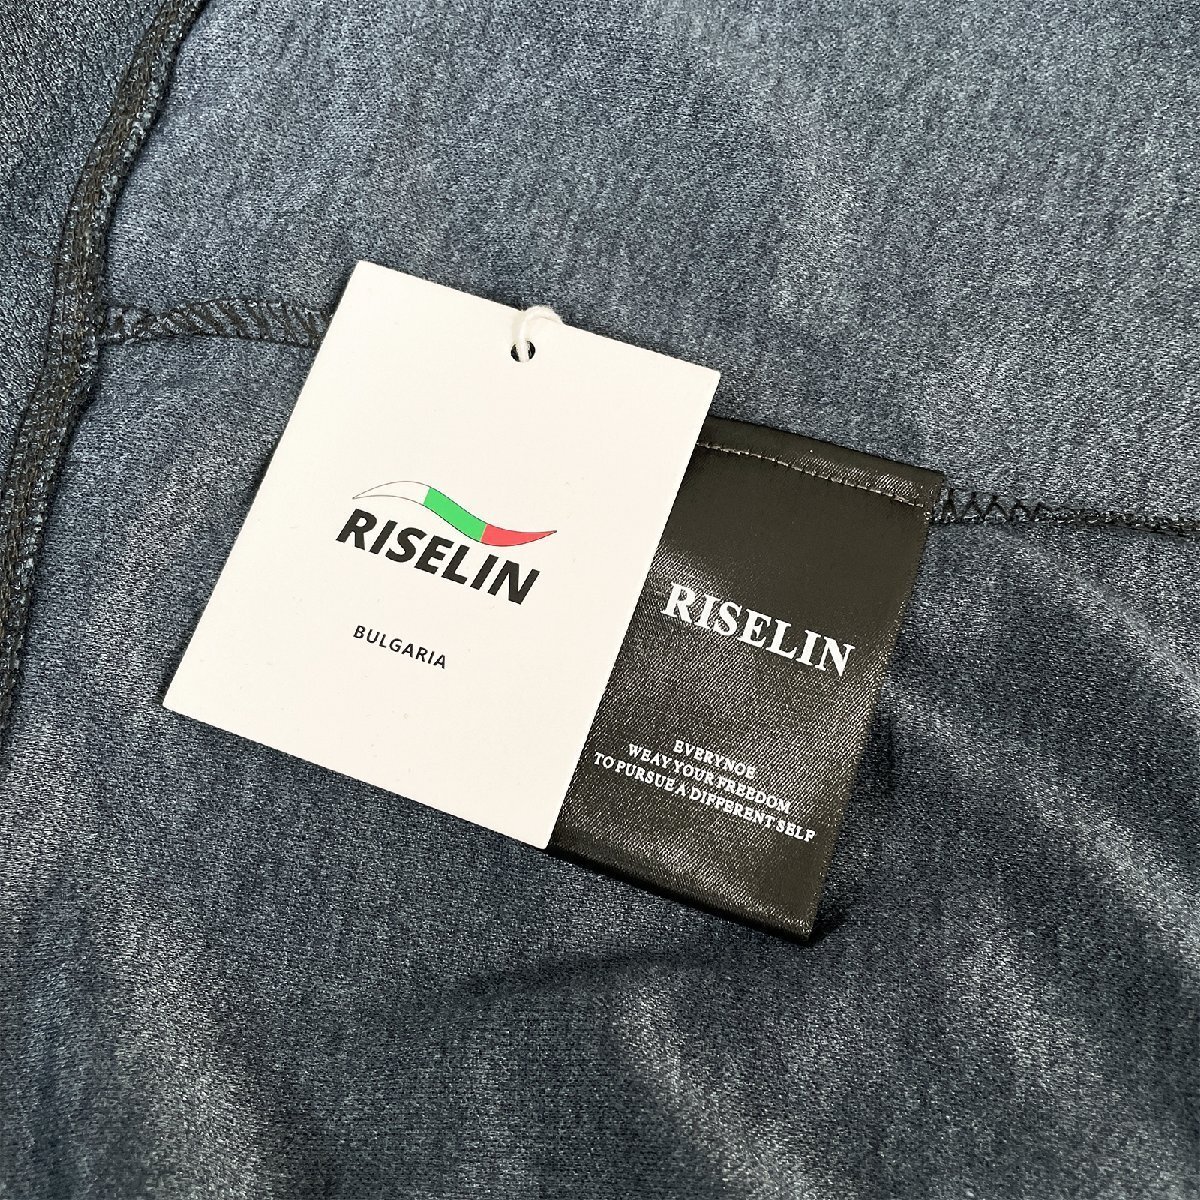 RISELIN
BULGARIA
RISELIN
EVERYNOE
WEAY YOUR FREEDOM
TO PURSUE A DIFFERENT SELF